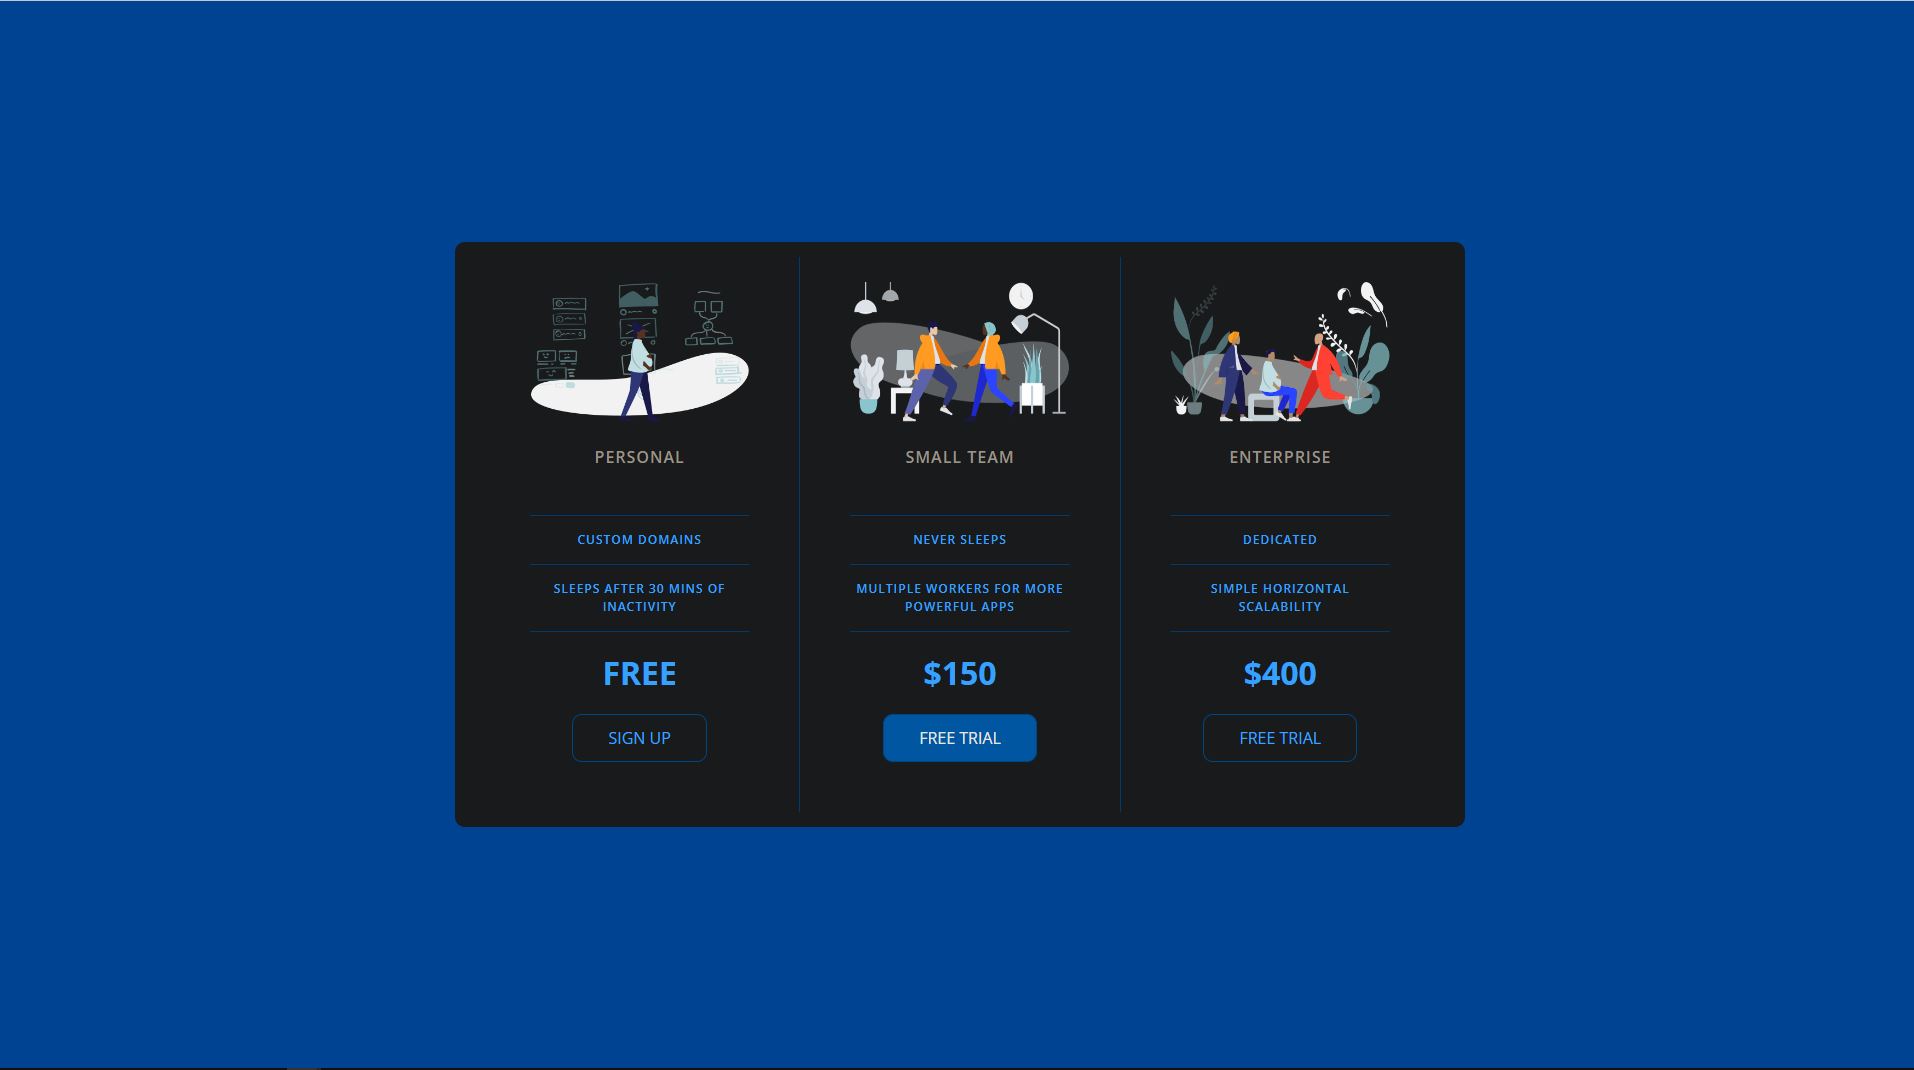 PERSONAL
CUSTOM DOMAINS
SLEEPS AFTER 30 MINS OF
INACTIVITY
FREE
SIGN UP
SMALL TEAM
NEVER SLEEPS
MULTIPLE WORKERS FOR MORE
POWERFUL APPS
$150
FREE TRIAL
ENTERPRISE
DEDICATED
SIMPLE HORIZONTAL
SCALABILITY
$400
FREE TRIAL